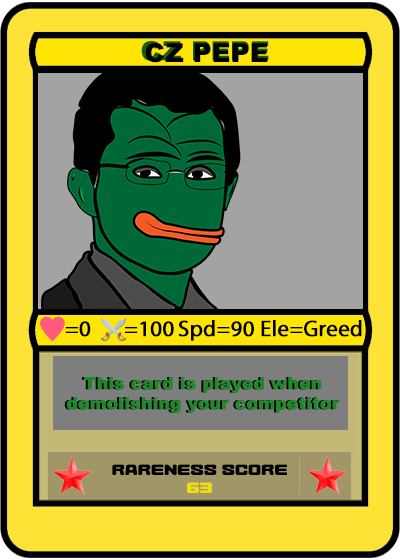 CZ PEPE
=0 =100 Spd=90 Ele=Greed
This card is played when
demolishing your competitor
RARENESS SCORE
63